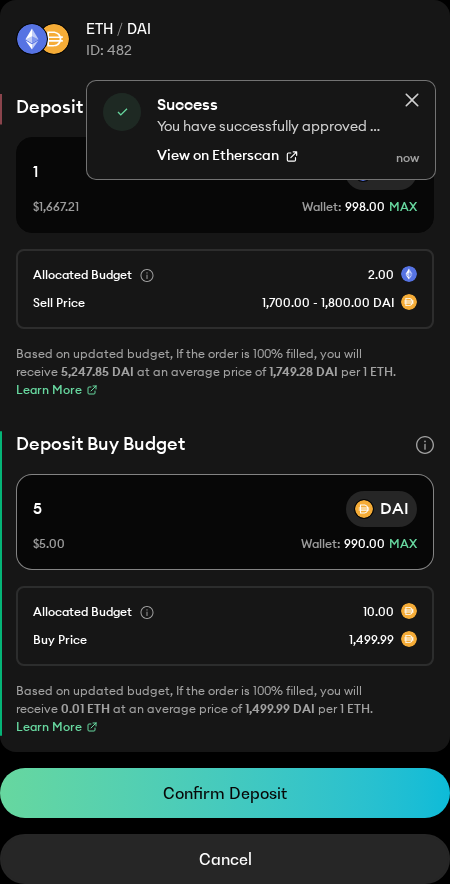 ETH / DAI
ID: 482
Deposit
Success
You have successfully approved ...
View on Etherscan
now
1
$1,667.21
Wallet: 998.00 MAX
Allocated Budget
2.00
Sell Price
1,700.00 - 1,800.00 DAI
Based on updated budget, If the order is 100% filled, you will
receive 5,247.85 DAI at an average price of 1,749.28 DAI per 1 ETH.
Learn More
Deposit Buy Budget
5
DAI
$5.00
Wallet: 990.00 MAX
Allocated Budget
10.00
Buy Price
1,499.99
Based on updated budget, If the order is 100% filled, you will
receive 0.01 ETH at an average price of 1,499.99 DAI per 1 ETH.
Learn More
Confirm Deposit
Cancel